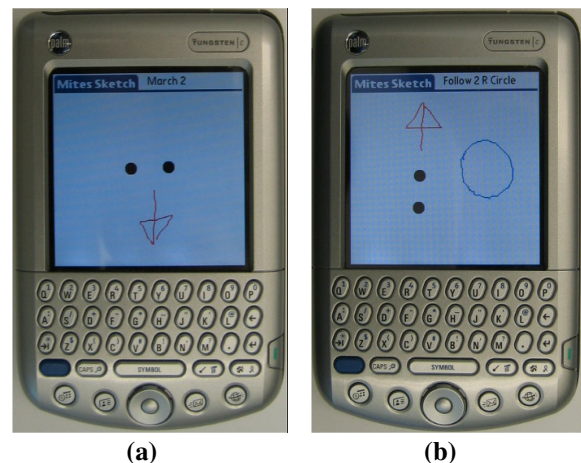 palm TUNGSTEN C
Mites Sketch March 2
Q W E R T Y U I O P
A S D F G H J K L
Z X C V B N M .
CAPS SYMBOL
(a)
palm TUNGSTEN C
Mites Sketch Follow 2 R Circle
Q W E R T Y U I O P
A S D F G H J K L
Z X C V B N M .
CAPS SYMBOL
(b)